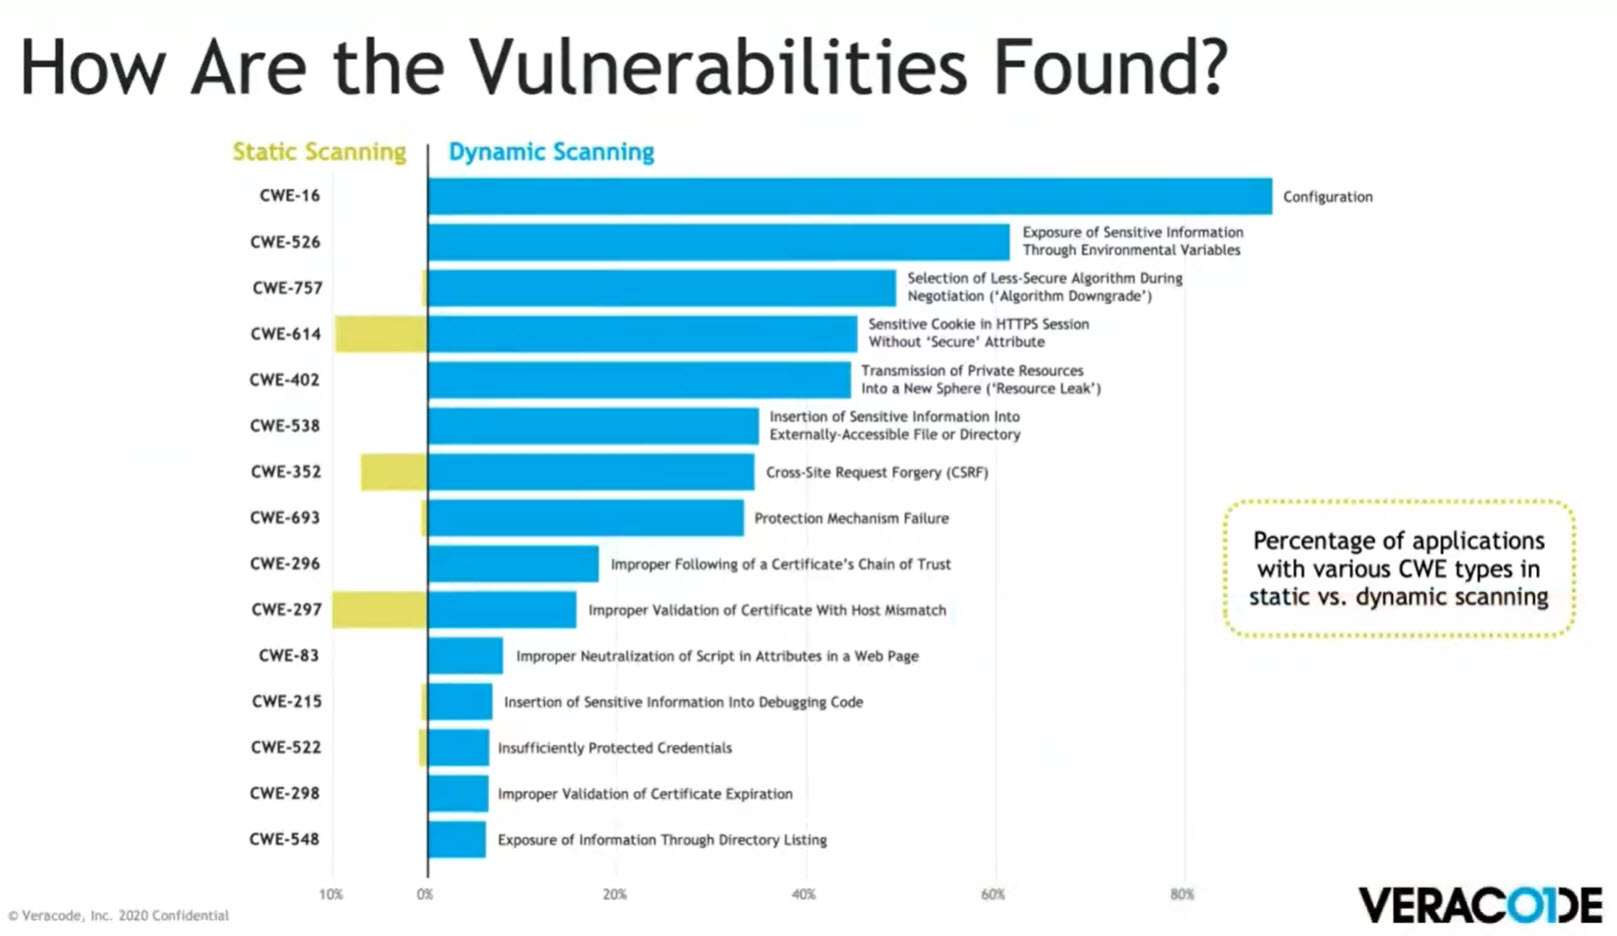 How Are the Vulnerabilities Found?
Static Scanning
Dynamic Scanning
CWE-16
Configuration
CWE-526
Exposure of Sensitive Information
Through Environmental Variables
CWE-757
Selection of Less-Secure Algorithm During
Negotiation (‘Algorithm Downgrade’)
CWE-614
Sensitive Cookie in HTTPS Session
Without ‘Secure’ Attribute
CWE-402
Transmission of Private Resources
Into a New Sphere (‘Resource Leak’)
CWE-538
Insertion of Sensitive Information Into
Externally-Accessible File or Directory
CWE-352
Cross-Site Request Forgery (CSRF)
CWE-693
Protection Mechanism Failure
CWE-296
Improper Following of a Certificate’s Chain of Trust
CWE-297
Improper Validation of Certificate With Host Mismatch
CWE-83
Improper Neutralization of Script in Attributes in a Web Page
CWE-215
Insertion of Sensitive Information Into Debugging Code
CWE-522
Insufficiently Protected Credentials
CWE-298
Improper Validation of Certificate Expiration
CWE-548
Exposure of Information Through Directory Listing
10% 0% 20% 40% 60% 80%
Percentage of applications
with various CWE types in
static vs. dynamic scanning
© Veracode, Inc. 2020 Confidential
VERACODE